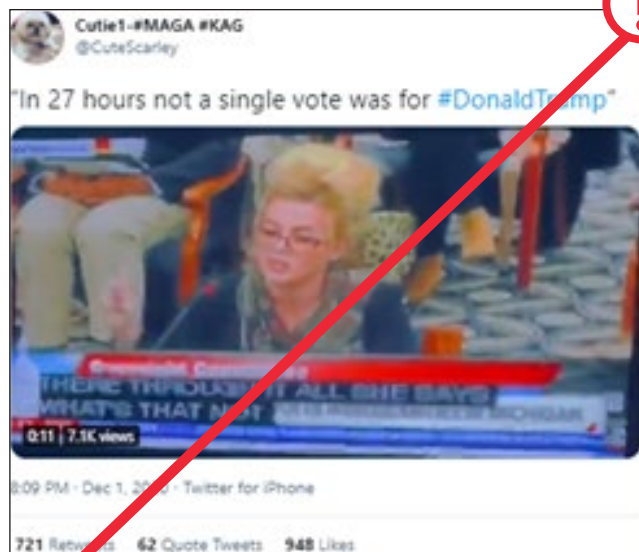 Cutie1-#MAGA #KAG
@CuteScarley
"In 27 hours not a single vote was for #DonaldTrump"
THERE THROUGH IT ALL SHE SAYS
WHAT'S THAT NOT
0:11 | 7.1K views
8:09 PM · Dec 1, 2020 · Twitter for iPhone
721 Retweets 62 Quote Tweets 948 Likes